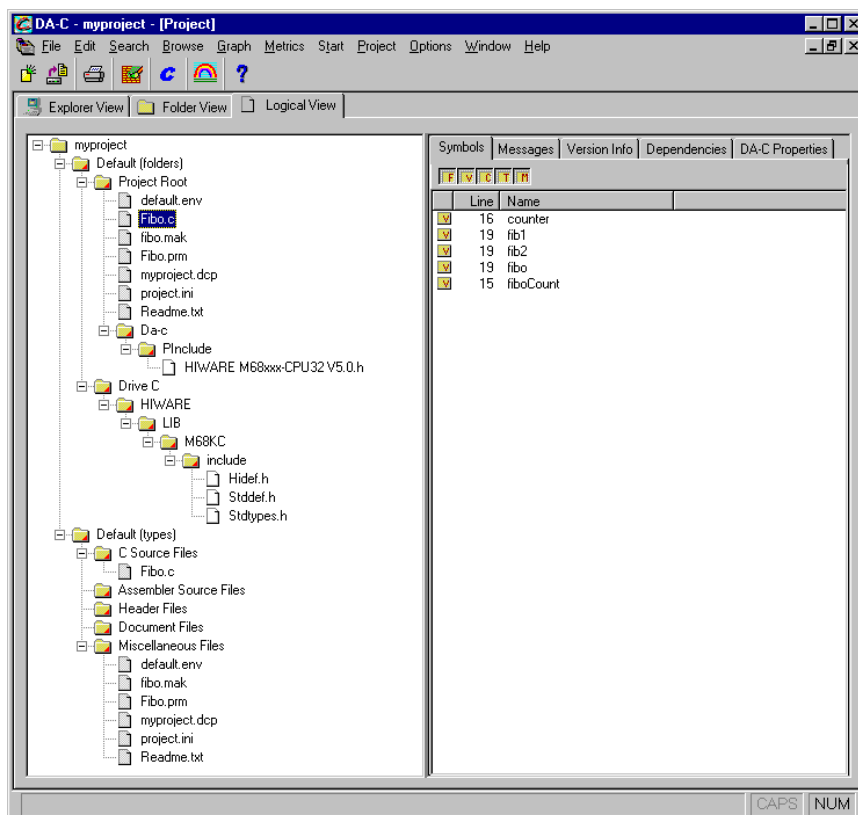 DA-C - myproject - [Project]
File Edit Search Browse Graph Metrics Start Project Options Window Help
C ?
Explorer View Folder View Logical View
myproject
Default (folders)
Project Root
default.env
Fibo.c
fibo.mak
Fibo.prm
myproject.dcp
project.ini
Readme.txt
Da-c
PInclude
HIWARE M68xxx-CPU32 V5.0.h
Drive C
HIWARE
LIB
M68KC
include
Hidef.h
Stddef.h
Stdtypes.h
Default (types)
C Source Files
Fibo.c
Assembler Source Files
Header Files
Document Files
Miscellaneous Files
default.env
fibo.mak
Fibo.prm
myproject.dcp
project.ini
Readme.txt
Symbols Messages Version Info Dependencies DA-C Properties
F V C T M
Line Name
V 16 counter
V 19 fib1
V 19 fib2
V 19 fibo
V 15 fiboCount
CAPS NUM